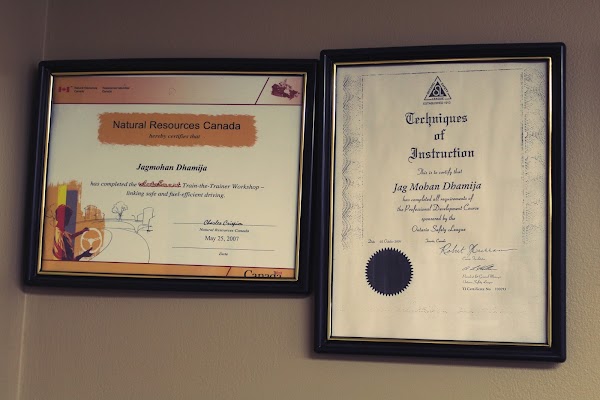 Natural Resources Canada
hereby certifies that
Jagmohan Dhamija
has completed the Train-the-Trainer Workshop –
linking safe and fuel-efficient driving.
Natural Resources Canada
May 25, 2007
Date
Canada
Techniques
of
Instruction
This is to certify that
Jag Mohan Dhamija
has completed all requirements of
the Professional Development Course
sponsored by the
Ontario Safety League